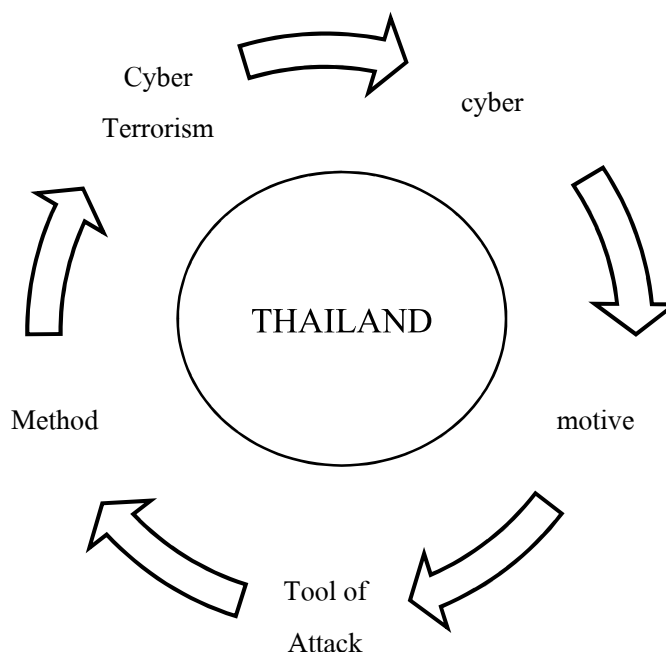 Cyber
Terrorism
cyber
THAILAND
Method
motive
Tool of
Attack